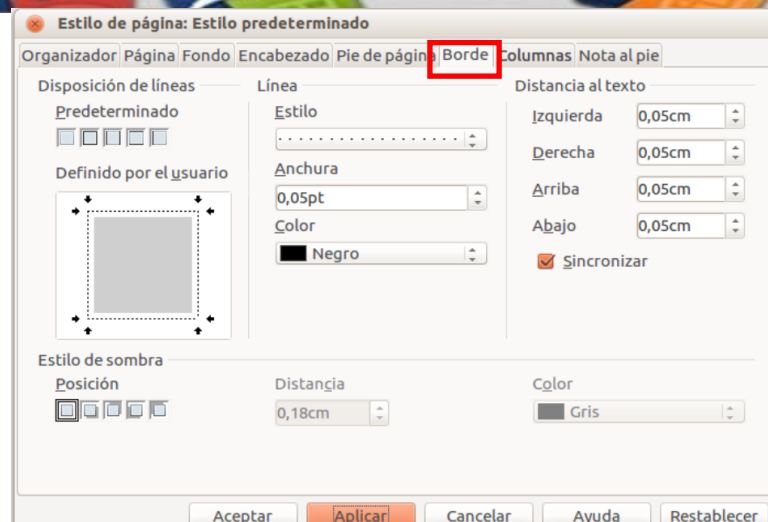 Estilo de página: Estilo predeterminado
Organizador Página Fondo Encabezado Pie de página Borde Columnas Nota al pie
Disposición de líneas
Predeterminado
Definido por el usuario
Línea
Estilo
Anchura
0,05pt
Color
Negro
Distancia al texto
Izquierda 0,05cm
Derecha 0,05cm
Arriba 0,05cm
Abajo 0,05cm
Sincronizar
Estilo de sombra
Posición
Distancia
0,18cm
Color
Gris
Aceptar Aplicar Cancelar Ayuda Restablecer